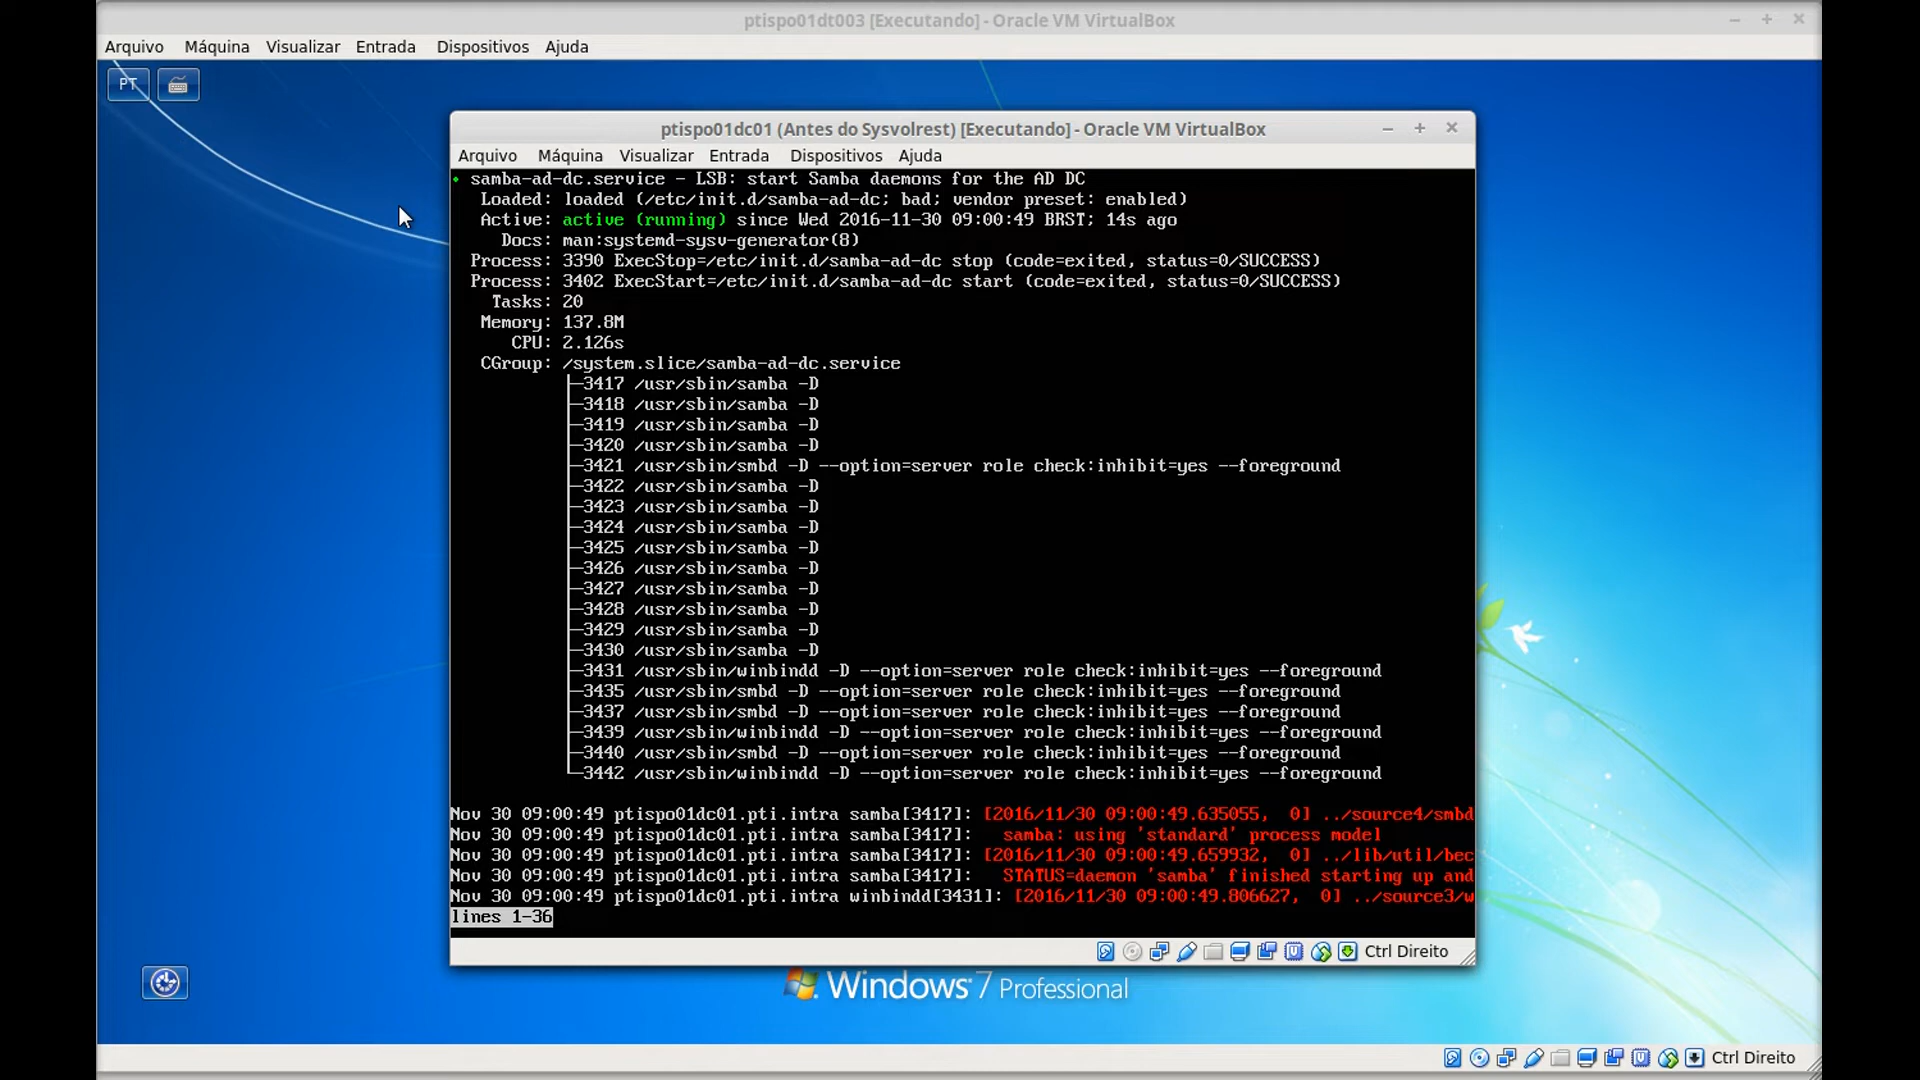 ptispo01dt003 [Executando] - Oracle VM VirtualBox
Arquivo Máquina Visualizar Entrada Dispositivos Ajuda
PT
ptispo01dc01 (Antes do Sysvolrest) [Executando] - Oracle VM VirtualBox
Arquivo Máquina Visualizar Entrada Dispositivos Ajuda
samba-ad-dc.service - LSB: start Samba daemons for the AD DC
Loaded: loaded (/etc/init.d/samba-ad-dc; bad; vendor preset: enabled)
Active: active (running) since Wed 2016-11-30 09:00:49 BRST; 14s ago
Docs: man:systemd-sysv-generator(8)
Process: 3390 ExecStop=/etc/init.d/samba-ad-dc stop (code=exited, status=0/SUCCESS)
Process: 3402 ExecStart=/etc/init.d/samba-ad-dc start (code=exited, status=0/SUCCESS)
Tasks: 20
Memory: 137.8M
CPU: 2.126s
CGroup: /system.slice/samba-ad-dc.service
├─3417 /usr/sbin/samba -D
├─3418 /usr/sbin/samba -D
├─3419 /usr/sbin/samba -D
├─3420 /usr/sbin/samba -D
├─3421 /usr/sbin/smbd -D --option=server role check:inhibit=yes --foreground
├─3422 /usr/sbin/samba -D
├─3423 /usr/sbin/samba -D
├─3424 /usr/sbin/samba -D
├─3425 /usr/sbin/samba -D
├─3426 /usr/sbin/samba -D
├─3427 /usr/sbin/samba -D
├─3428 /usr/sbin/samba -D
├─3429 /usr/sbin/samba -D
├─3430 /usr/sbin/samba -D
├─3431 /usr/sbin/winbindd -D --option=server role check:inhibit=yes --foreground
├─3435 /usr/sbin/smbd -D --option=server role check:inhibit=yes --foreground
├─3437 /usr/sbin/smbd -D --option=server role check:inhibit=yes --foreground
├─3439 /usr/sbin/winbindd -D --option=server role check:inhibit=yes --foreground
├─3440 /usr/sbin/smbd -D --option=server role check:inhibit=yes --foreground
└─3442 /usr/sbin/winbindd -D --option=server role check:inhibit=yes --foreground
Nov 30 09:00:49 ptispo01dc01.pti.intra samba[3417]: [2016/11/30 09:00:49.635055, 0] ../source4/smbd
Nov 30 09:00:49 ptispo01dc01.pti.intra samba[3417]: samba: using 'standard' process model
Nov 30 09:00:49 ptispo01dc01.pti.intra samba[3417]: [2016/11/30 09:00:49.659932, 0] ../lib/util/bec
Nov 30 09:00:49 ptispo01dc01.pti.intra samba[3417]: STATUS=daemon 'samba' finished starting up and
Nov 30 09:00:49 ptispo01dc01.pti.intra winbindd[3431]: [2016/11/30 09:00:49.806627, 0] ../source3/w
lines 1-36
Ctrl Direito
Windows 7 Professional
Ctrl Direito